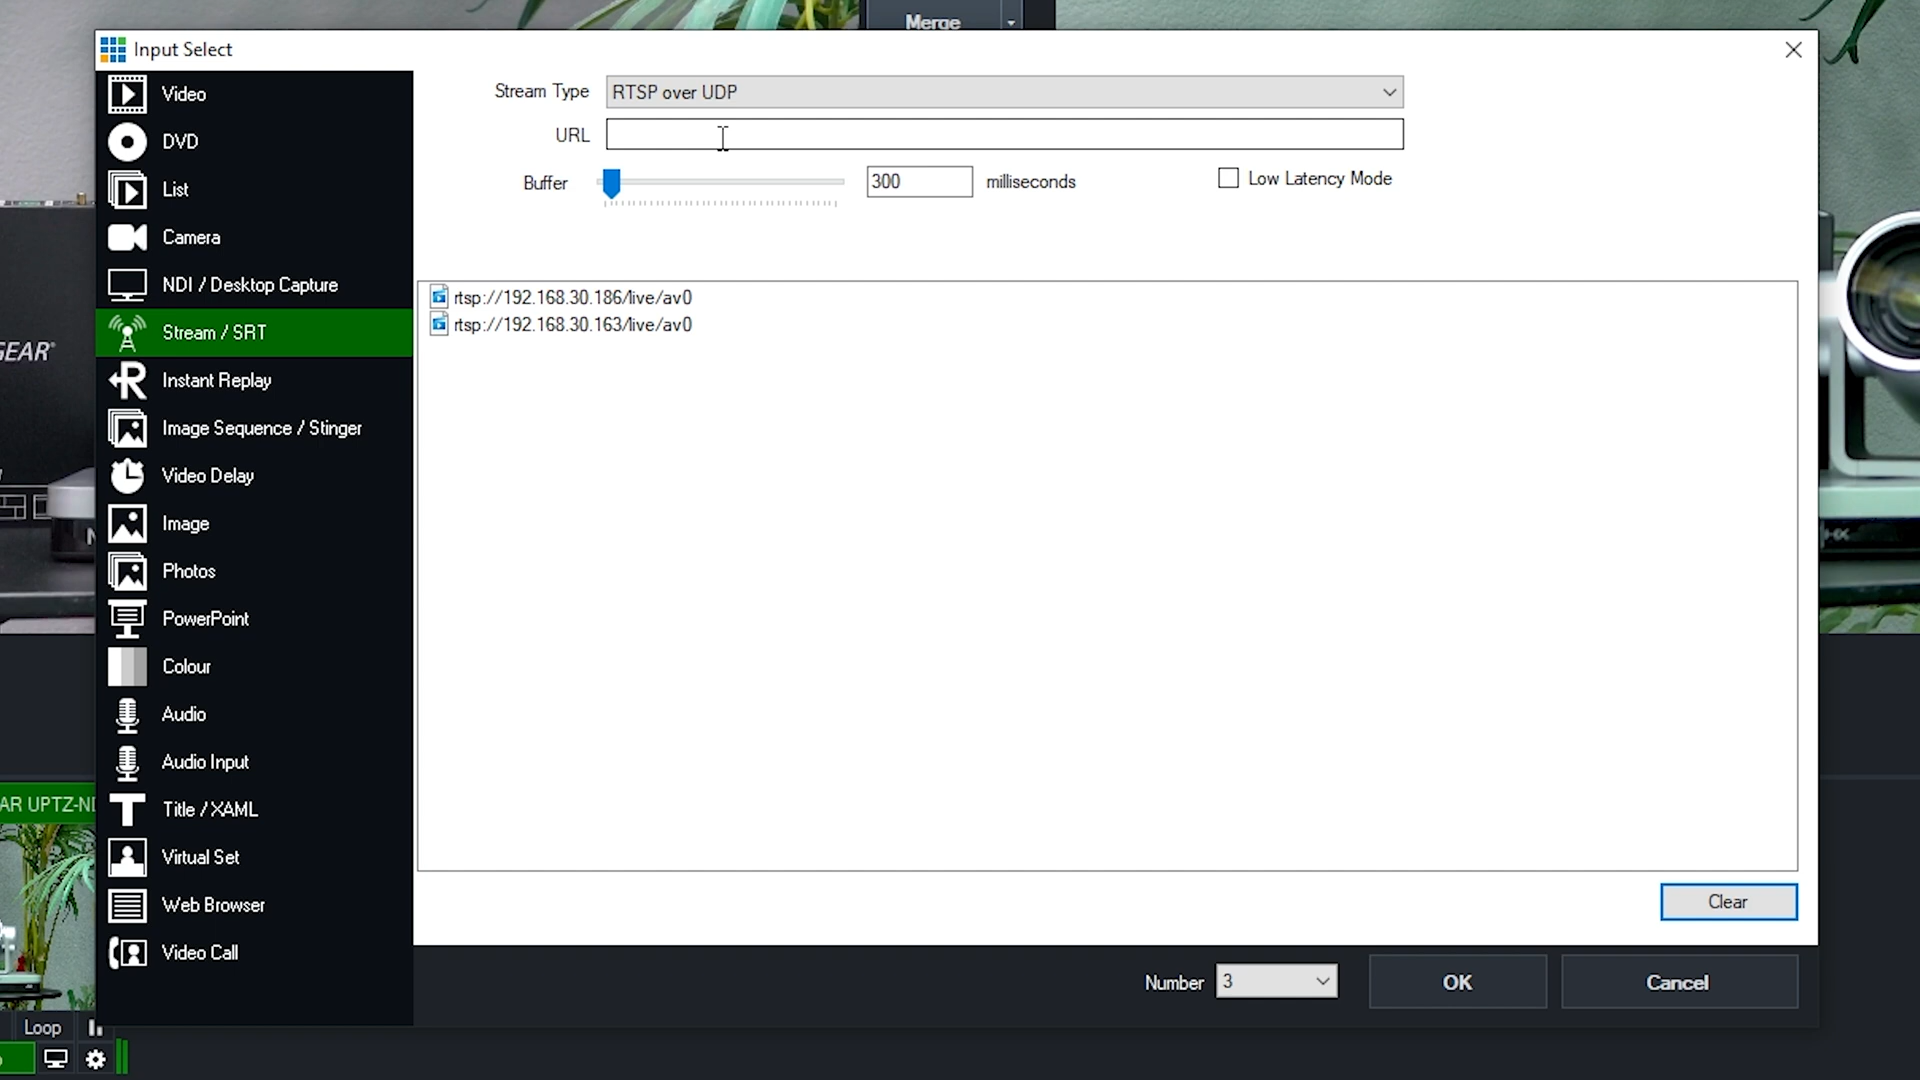 Merge
Input Select
Video
DVD
List
Camera
NDI / Desktop Capture
Stream / SRT
Instant Replay
Image Sequence / Stinger
Video Delay
Image
Photos
PowerPoint
Colour
Audio
Audio Input
Title / XAML
Virtual Set
Web Browser
Video Call
Stream Type RTSP over UDP
URL
Buffer 300 milliseconds Low Latency Mode
rtsp://192.168.30.186/live/av0
rtsp://192.168.30.163/live/av0
Clear
Number 3 OK Cancel
GEAR
AR UPTZ-ND
Loop